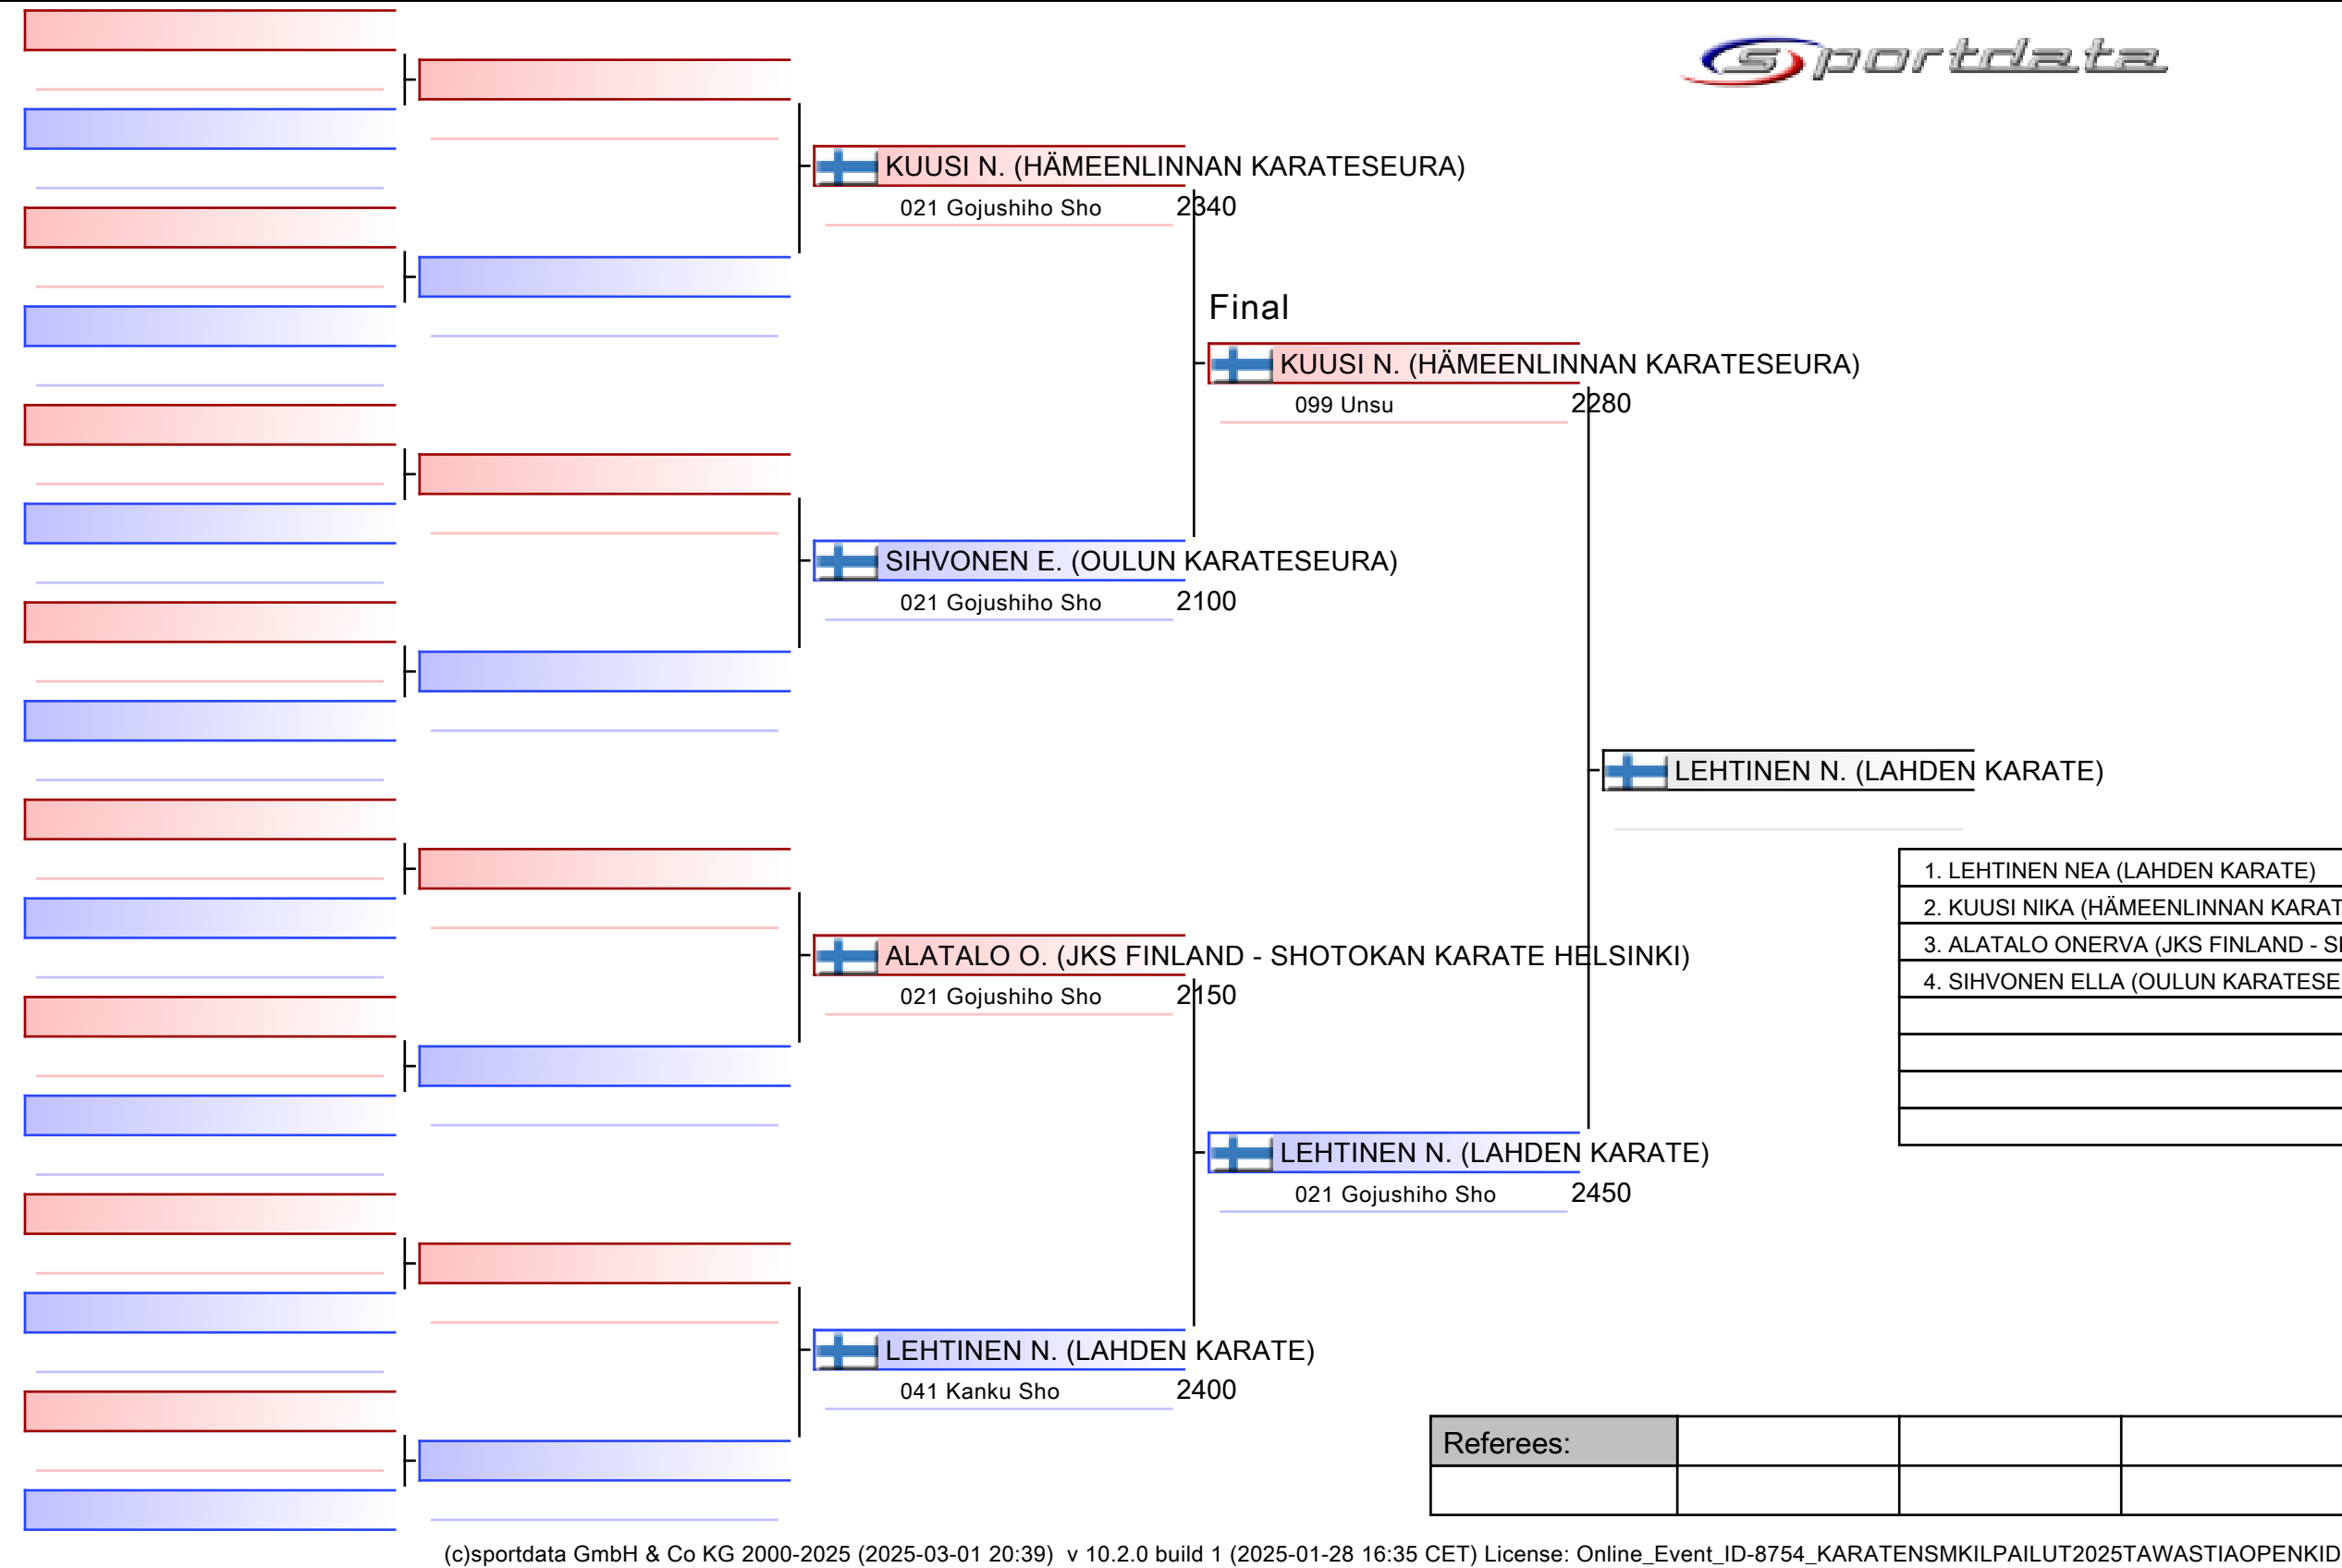 sportdata
KUUSI N. (HÄMEENLINNAN KARATESEURA)
021 Gojushiho Sho 2340
Final
KUUSI N. (HÄMEENLINNAN KARATESEURA)
099 Unsu 2280
SIHVONEN E. (OULUN KARATESEURA)
021 Gojushiho Sho 2100
LEHTINEN N. (LAHDEN KARATE)
1. LEHTINEN NEA (LAHDEN KARATE)
2. KUUSI NIKA (HÄMEENLINNAN KARAT
3. ALATALO ONERVA (JKS FINLAND - S
4. SIHVONEN ELLA (OULUN KARATESE
ALATALO O. (JKS FINLAND - SHOTOKAN KARATE HELSINKI)
021 Gojushiho Sho 2150
LEHTINEN N. (LAHDEN KARATE)
021 Gojushiho Sho 2450
LEHTINEN N. (LAHDEN KARATE)
041 Kanku Sho 2400
Referees:
(c)sportdata GmbH & Co KG 2000-2025 (2025-03-01 20:39) v 10.2.0 build 1 (2025-01-28 16:35 CET) License: Online_Event_ID-8754_KARATENSMKILPAILUT2025TAWASTIAOPENKID